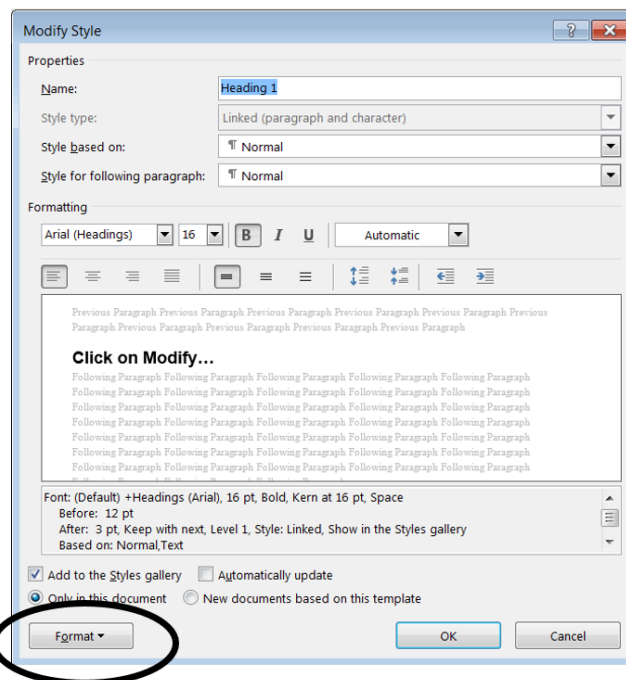 Modify Style
Properties
Name: Heading 1
Style type: Linked (paragraph and character)
Style based on: ¶ Normal
Style for following paragraph: ¶ Normal
Formatting
Arial (Headings) 16 B I U Automatic
Previous Paragraph Previous Paragraph Previous Paragraph Previous Paragraph Previous Paragraph Previous
Paragraph Previous Paragraph Previous Paragraph Previous Paragraph Previous Paragraph
Click on Modify...
Following Paragraph Following Paragraph Following Paragraph Following Paragraph Following Paragraph
Following Paragraph Following Paragraph Following Paragraph Following Paragraph Following Paragraph
Following Paragraph Following Paragraph Following Paragraph Following Paragraph Following Paragraph
Following Paragraph Following Paragraph Following Paragraph Following Paragraph Following Paragraph
Following Paragraph Following Paragraph Following Paragraph Following Paragraph Following Paragraph
Following Paragraph Following Paragraph Following Paragraph Following Paragraph Following Paragraph
Following Paragraph Following Paragraph Following Paragraph Following Paragraph Following Paragraph
Font: (Default) +Headings (Arial), 16 pt, Bold, Kern at 16 pt, Space
Before: 12 pt
After: 3 pt, Keep with next, Level 1, Style: Linked, Show in the Styles gallery
Based on: Normal,Text
Add to the Styles gallery Automatically update
Only in this document New documents based on this template
Format OK Cancel